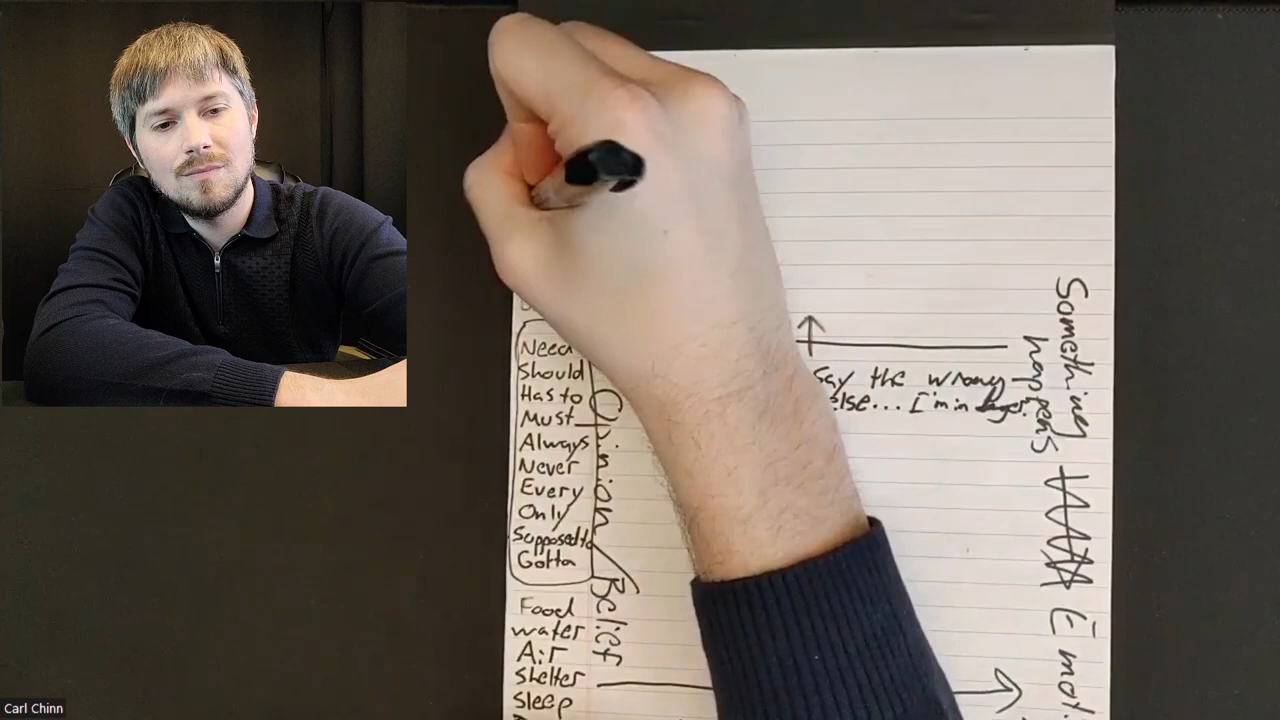 Need
Should
Has to
Must
Always
Never
Every
Only
Supposed to
Gotta
Food
water
Air
shelter
sleep
Opinion / Belief
Say the wrong
else... I'm in danger.
Something
happens
Emot.
Carl Chinn